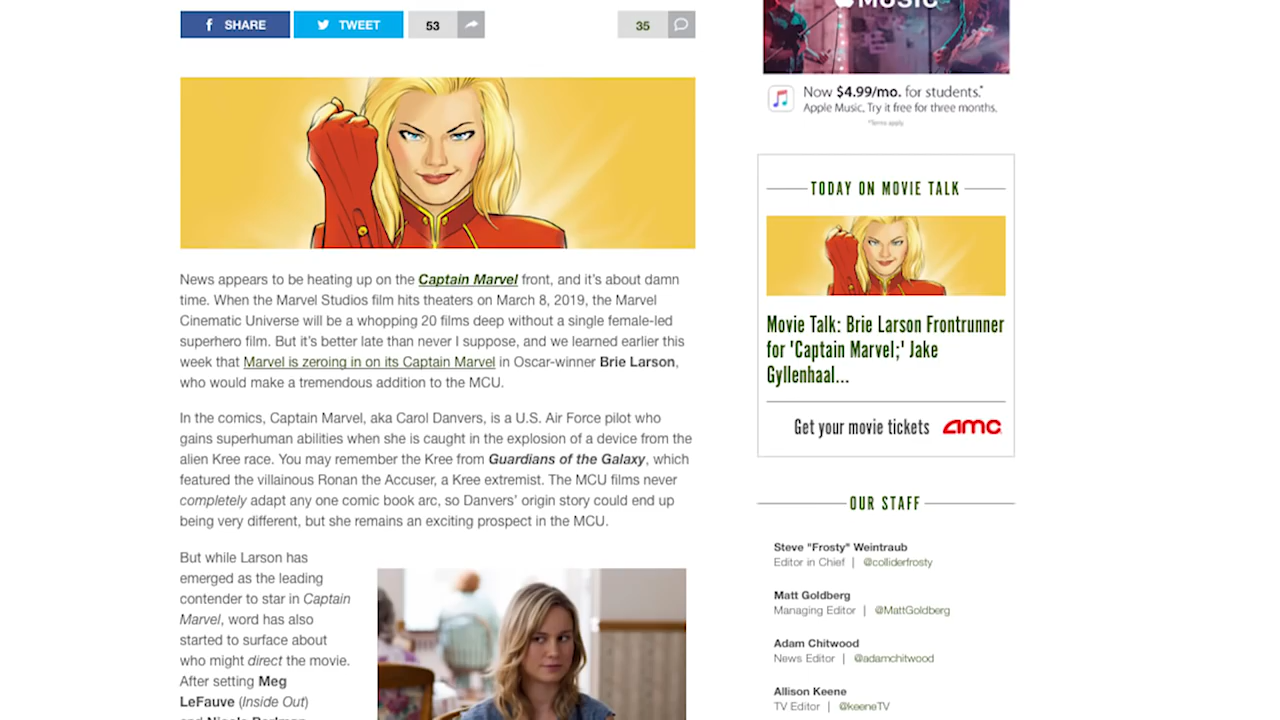 SHARE
TWEET
53
35
News appears to be heating up on the Captain Marvel front, and it's about damn
time. When the Marvel Studios film hits theaters on March 8, 2019, the Marvel
Cinematic Universe will be a whopping 20 films deep without a single female-led
superhero film. But it's better late than never I suppose, and we learned earlier this
week that Marvel is zeroing in on its Captain Marvel in Oscar-winner Brie Larson,
who would make a tremendous addition to the MCU.
In the comics, Captain Marvel, aka Carol Danvers, is a U.S. Air Force pilot who
gains superhuman abilities when she is caught in the explosion of a device from the
alien Kree race. You may remember the Kree from Guardians of the Galaxy, which
featured the villainous Ronan the Accuser, a Kree extremist. The MCU films never
completely adapt any one comic book arc, so Danvers' origin story could end up
being very different, but she remains an exciting prospect in the MCU.
But while Larson has
emerged as the leading
contender to star in Captain
Marvel, word has also
started to surface about
who might direct the movie.
After setting Meg
LeFauve (Inside Out)
MUSIC
Now $4.99/mo. for students.*
Apple Music. Try it free for three months.
*Terms apply.
TODAY ON MOVIE TALK
Movie Talk: Brie Larson Frontrunner
for 'Captain Marvel;' Jake
Gyllenhaal...
Get your movie tickets amc
OUR STAFF
Steve "Frosty" Weintraub
Editor in Chief | @colliderfrosty
Matt Goldberg
Managing Editor | @MattGoldberg
Adam Chitwood
News Editor | @adamchitwood
Allison Keene
TV Editor | @keeneTV